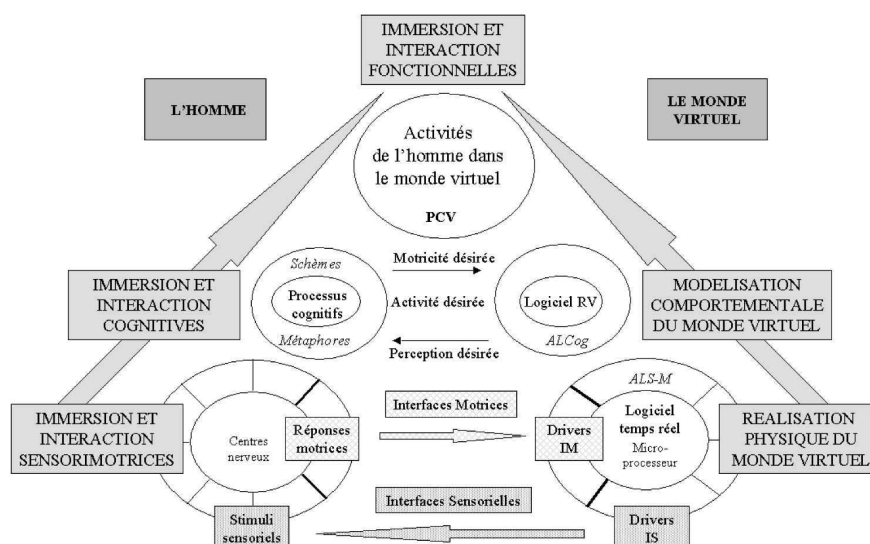 IMMERSION ET
INTERACTION
FONCTIONNELLES
L'HOMME
LE MONDE
VIRTUEL
Activités
de l'homme dans
le monde virtuel
PCV
IMMERSION ET
INTERACTION
COGNITIVES
Schèmes
Processus
cognitifs
Métaphores
Motricité désirée
Activité désirée
Perception désirée
Logiciel RV
ALCog
MODELISATION
COMPORTEMENTALE
DU MONDE VIRTUEL
IMMERSION ET
INTERACTION
SENSORIMOTRICES
Centres
nerveux
Réponses
motrices
Interfaces Motrices
Drivers
IM
ALS-M
Logiciel
temps réel
Micro-
processeur
REALISATION
PHYSIQUE DU
MONDE VIRTUEL
Stimuli
sensoriels
Interfaces Sensorielles
Drivers
IS